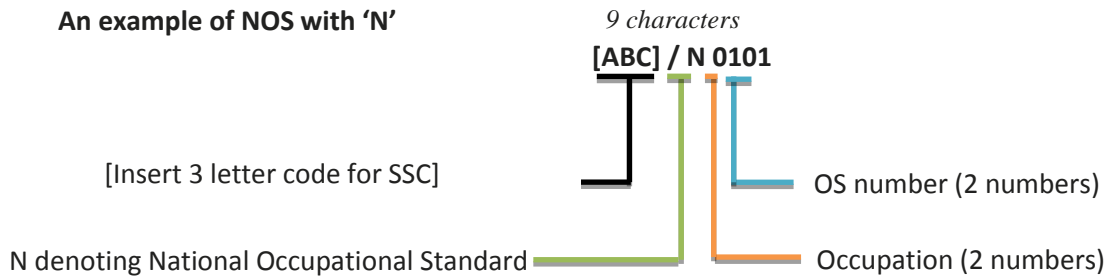 An example of NOS with ‘N’
9 characters
[ABC] / N 0101
[Insert 3 letter code for SSC]
OS number (2 numbers)
N denoting National Occupational Standard
Occupation (2 numbers)